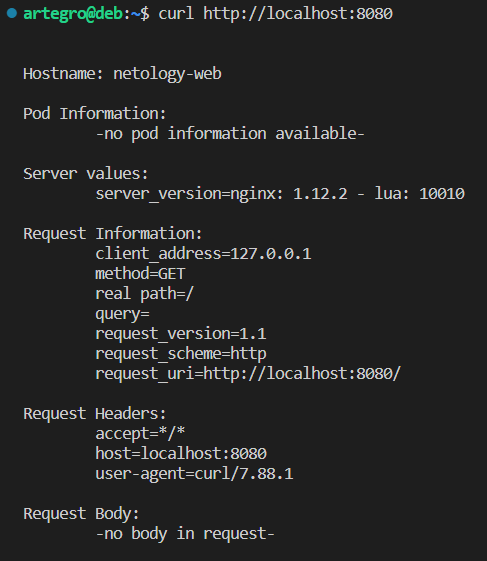 artegro@deb:~$ curl http://localhost:8080
Hostname: netology-web
Pod Information:
-no pod information available-
Server values:
server_version=nginx: 1.12.2 - lua: 10010
Request Information:
client_address=127.0.0.1
method=GET
real path=/
query=
request_version=1.1
request_scheme=http
request_uri=http://localhost:8080/
Request Headers:
accept=*/*
host=localhost:8080
user-agent=curl/7.88.1
Request Body:
-no body in request-